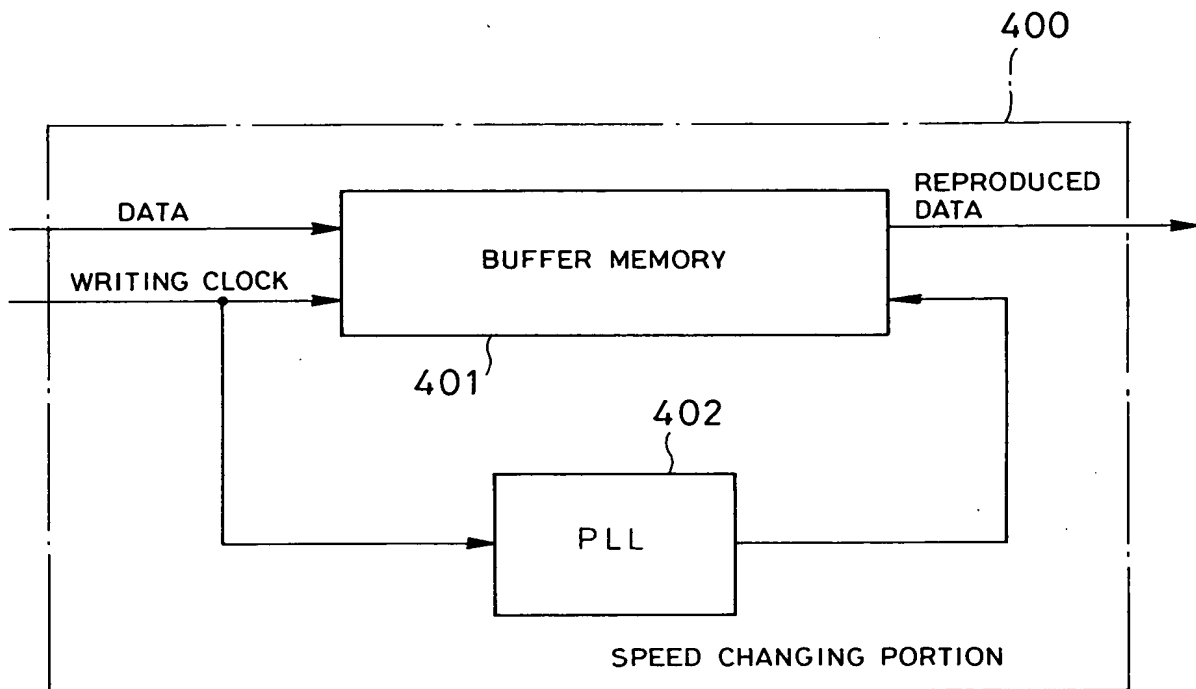 400
REPRODUCED
DATA
DATA
BUFFER MEMORY
WRITING CLOCK
401
402
PLL
SPEED CHANGING PORTION